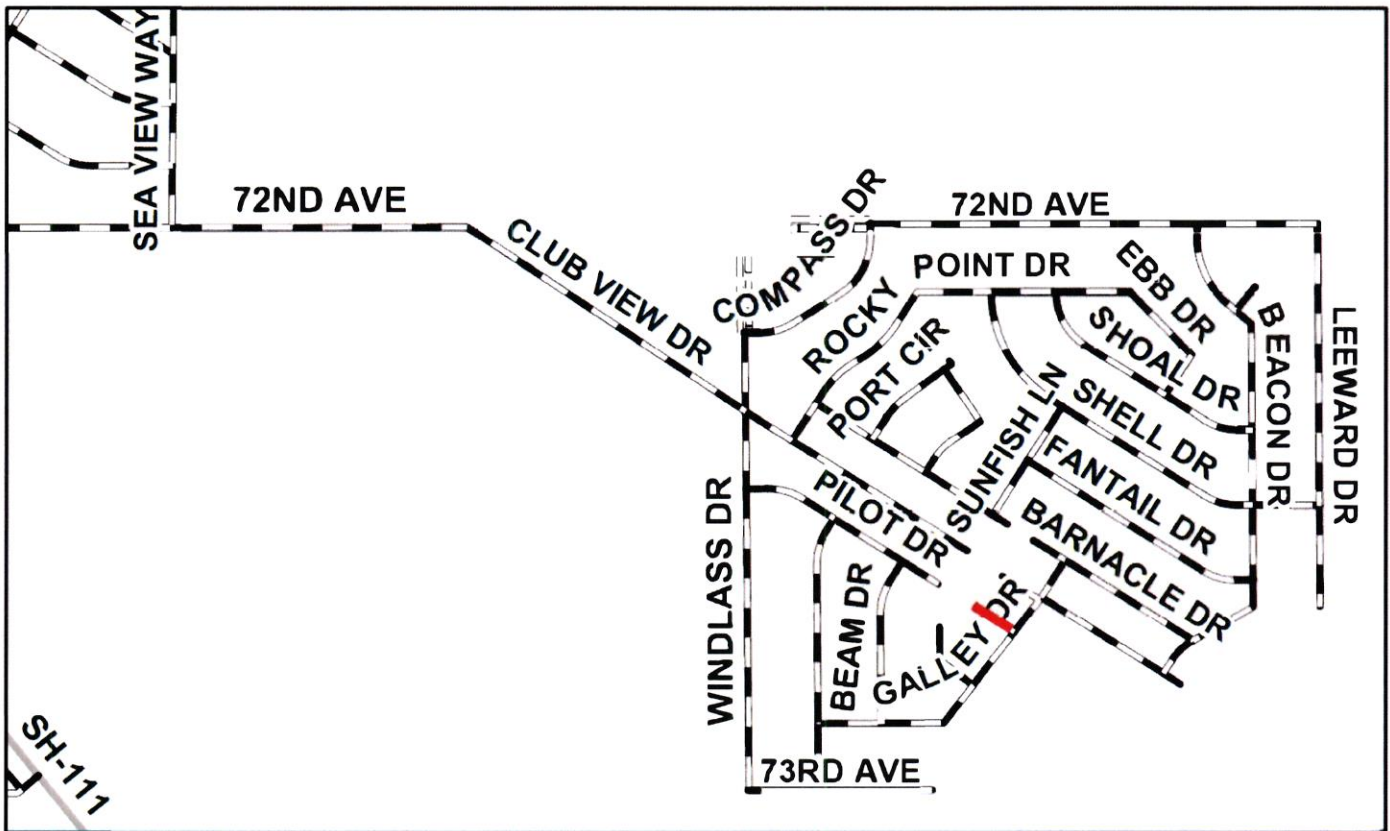 SEA VIEW WAY
72ND AVE
CLUB VIEW DR
COMPASS DR
72ND AVE
ROCKY POINT DR
EBB DR
PORT CIR
SHOAL DR
BEACON DR
LEEWARD DR
SUNFISH LN
SHELL DR
FANTAIL DR
PILOT DR
BARNACLE DR
WINDLASS DR
BEAM DR
GALLEY DR
73RD AVE
SH-111